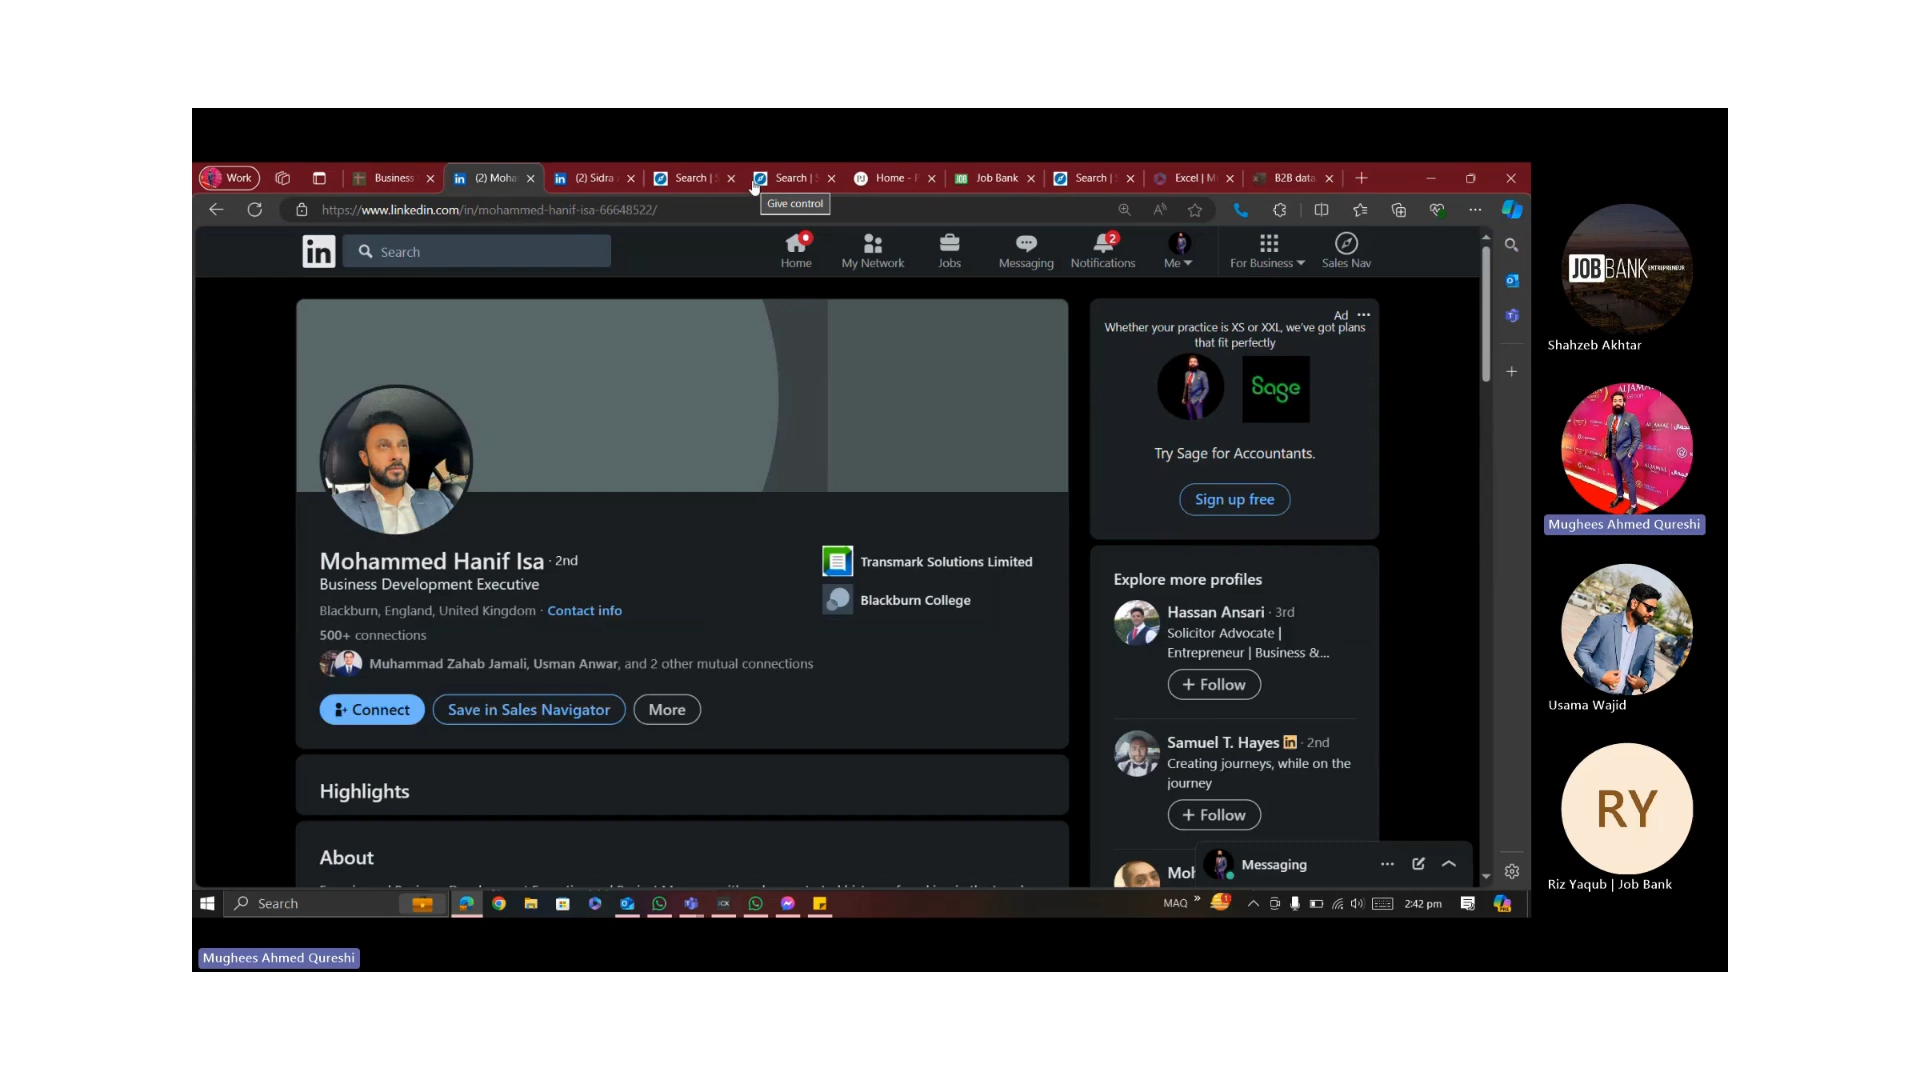 Work
Business
(2) Moha
(2) Sidra
Search |
Search |
Home -
Job Bank
Search |
Excel | M
B2B data
Give control
https://www.linkedin.com/in/mohammed-hanif-isa-66648522/
in
Search
Home
My Network
Jobs
Messaging
2
Notifications
Me
For Business
Sales Nav
Ad
Whether your practice is XS or XXL, we've got plans
that fit perfectly
Sage
Try Sage for Accountants.
Sign up free
Mohammed Hanif Isa · 2nd
Business Development Executive
Blackburn, England, United Kingdom · Contact info
500+ connections
Muhammad Zahab Jamali, Usman Anwar, and 2 other mutual connections
Connect
Save in Sales Navigator
More
Transmark Solutions Limited
Blackburn College
Highlights
About
Explore more profiles
Hassan Ansari · 3rd
Solicitor Advocate |
Entrepreneur | Business &...
+ Follow
Samuel T. Hayes in · 2nd
Creating journeys, while on the
journey
+ Follow
Moh
Messaging
Search
MAQ
2:42 pm
Mughees Ahmed Qureshi
JOB BANK ENTREPRENEUR
Shahzeb Akhtar
Mughees Ahmed Qureshi
Usama Wajid
RY
Riz Yaqub | Job Bank